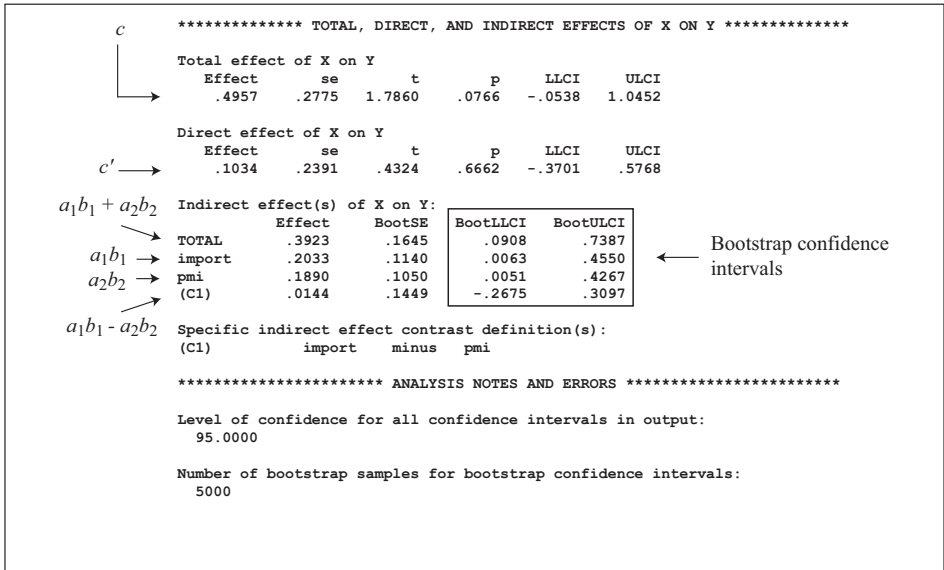 ************** TOTAL, DIRECT, AND INDIRECT EFFECTS OF X ON Y **************
c
Total effect of X on Y
Effect se t p LLCI ULCI
.4957 .2775 1.7860 .0766 -.0538 1.0452
Direct effect of X on Y
Effect se t p LLCI ULCI
c′ .1034 .2391 .4324 .6662 -.3701 .5768
a₁b₁ + a₂b₂ Indirect effect(s) of X on Y:
Effect BootSE BootLLCI BootULCI
TOTAL .3923 .1645 .0908 .7387
a₁b₁ import .2033 .1140 .0063 .4550
a₂b₂ pmi .1890 .1050 .0051 .4267
(C1) .0144 .1449 -.2675 .3097
Bootstrap confidence
intervals
a₁b₁ - a₂b₂ Specific indirect effect contrast definition(s):
(C1) import minus pmi
*********************** ANALYSIS NOTES AND ERRORS ************************
Level of confidence for all confidence intervals in output:
95.0000
Number of bootstrap samples for bootstrap confidence intervals:
5000